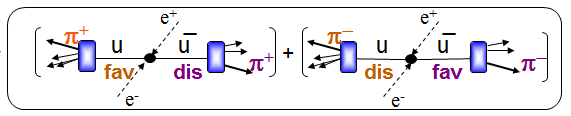 e⁺ e⁺
π⁺ u u̅ + π⁻ u u̅
fav dis π⁺ dis fav π⁻
e⁻ e⁻